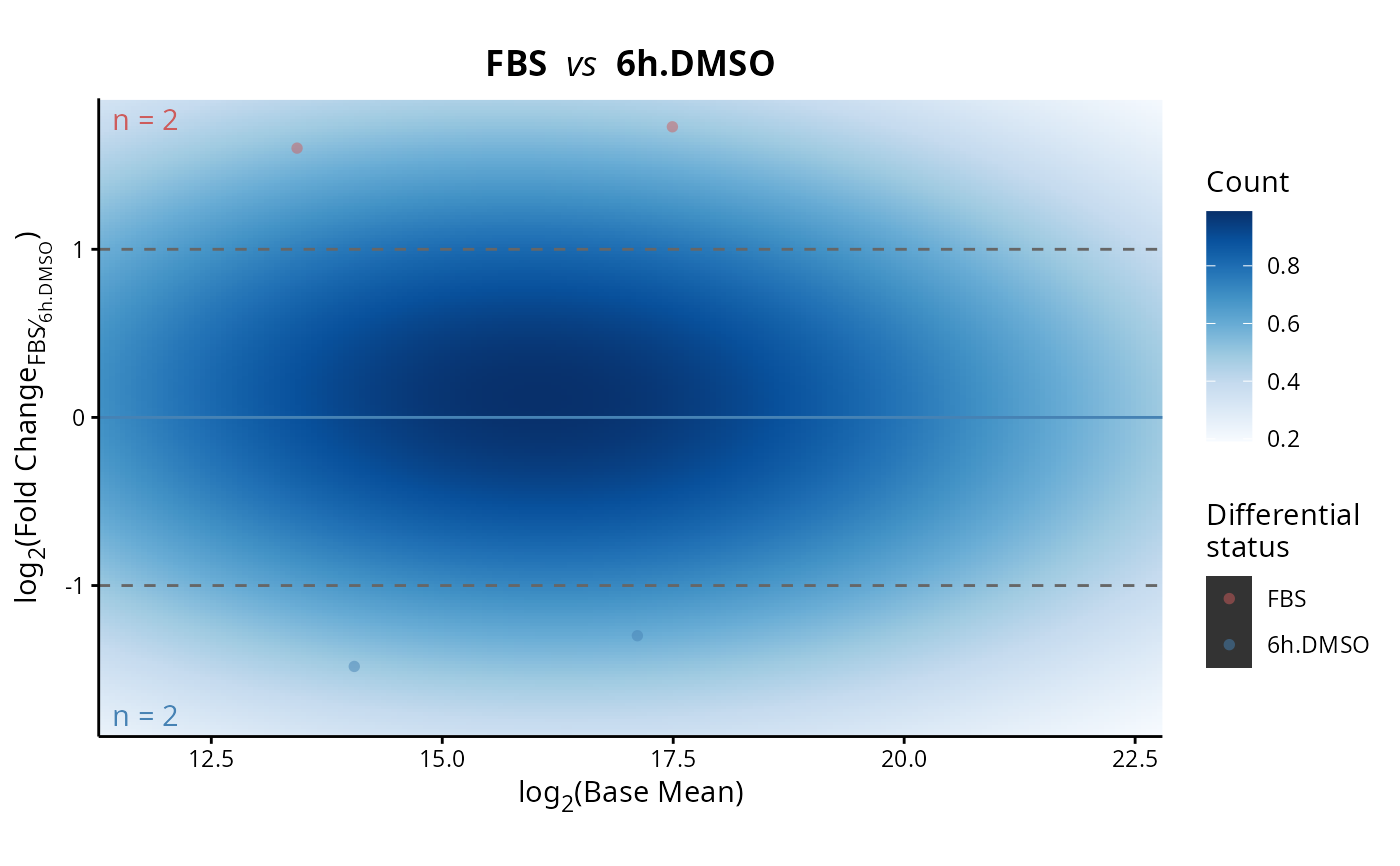 FBS vs 6h.DMSO
n = 2
n = 2
1
0
-1
log2(Fold ChangeFBS/6h.DMSO)
12.5 15.0 17.5 20.0 22.5
log2(Base Mean)
Count
0.8
0.6
0.4
0.2
Differential
status
FBS
6h.DMSO